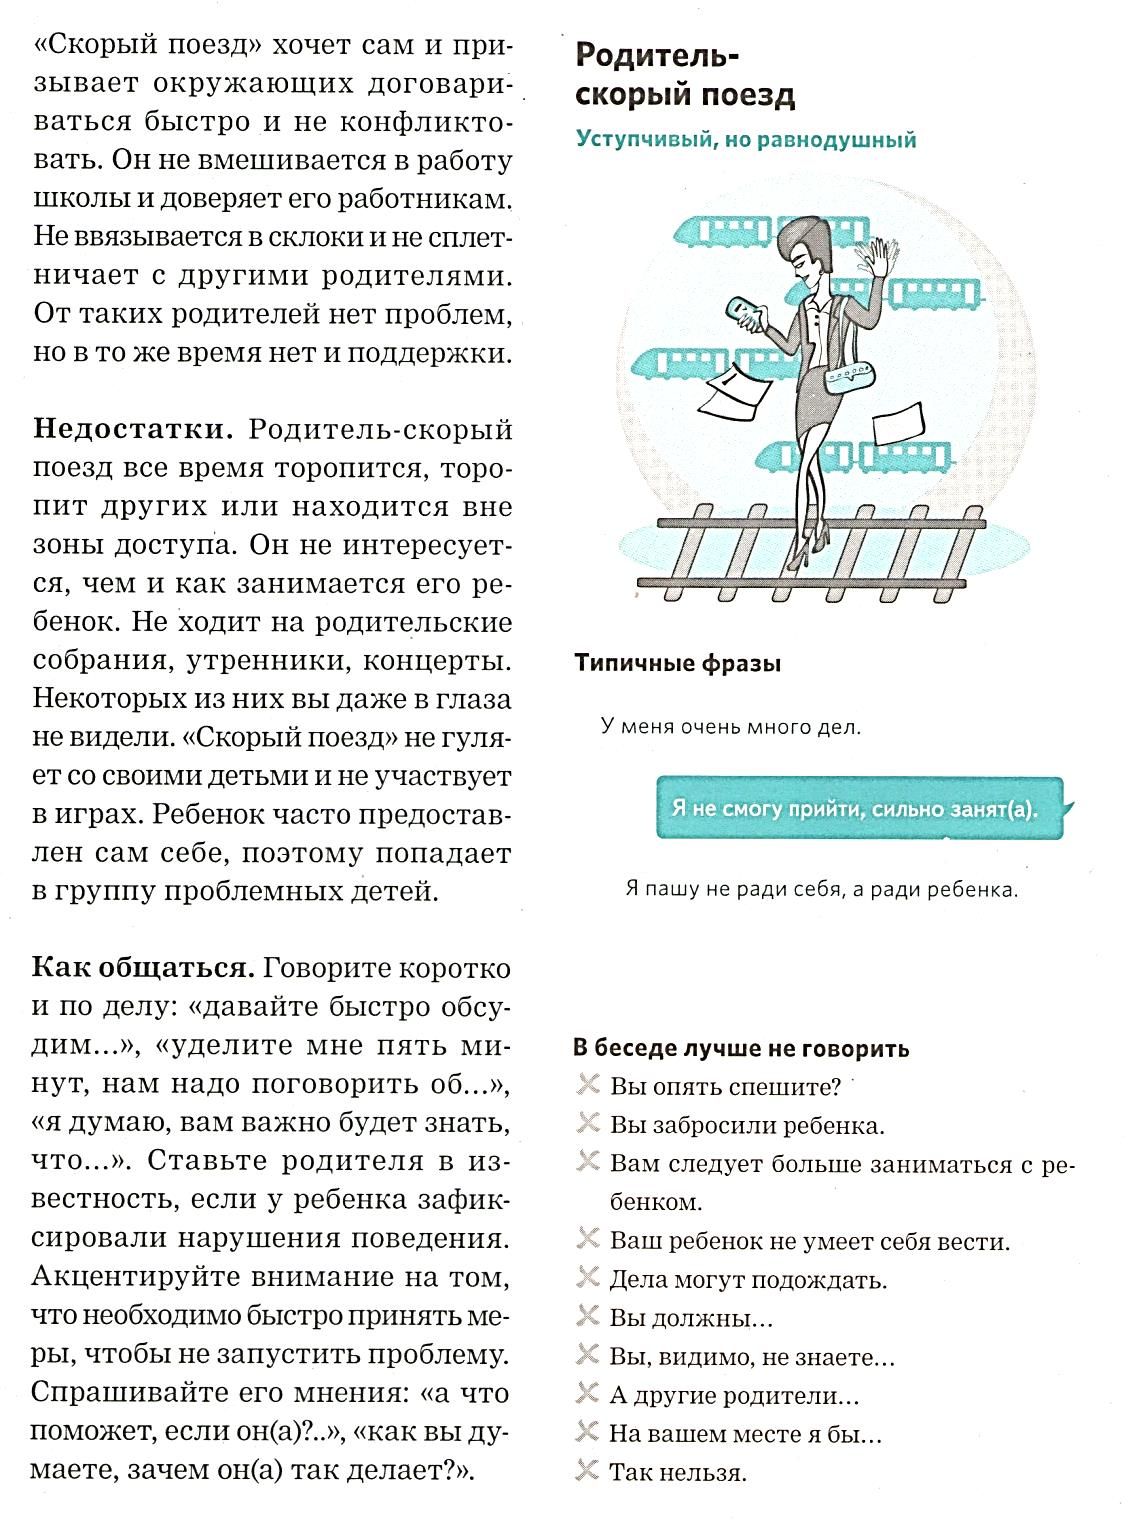 «Скорый поезд» хочет сам и при-
зывает окружающих договари-
ваться быстро и не конфликто-
вать. Он не вмешивается в работу
школы и доверяет его работникам.
Не ввязывается в склоки и не сплет-
ничает с другими родителями.
От таких родителей нет проблем,
но в то же время нет и поддержки.
Недостатки. Родитель-скорый
поезд все время торопится, торо-
пит других или находится вне
зоны доступа. Он не интересует-
ся, чем и как занимается его ре-
бенок. Не ходит на родительские
собрания, утренники, концерты.
Некоторых из них вы даже в глаза
не видели. «Скорый поезд» не гуля-
ет со своими детьми и не участвует
в играх. Ребенок часто предостав-
лен сам себе, поэтому попадает
в группу проблемных детей.
Как общаться. Говорите коротко
и по делу: «давайте быстро обсу-
дим...», «уделите мне пять ми-
нут, нам надо поговорить об...»,
«я думаю, вам важно будет знать,
что...». Ставьте родителя в из-
вестность, если у ребенка зафик-
сировали нарушения поведения.
Акцентируйте внимание на том,
что необходимо быстро принять ме-
ры, чтобы не запустить проблему.
Спрашивайте его мнения: «а что
поможет, если он(а)?..», «как вы ду-
маете, зачем он(а) так делает?».
Родитель-
скорый поезд
Уступчивый, но равнодушный
Типичные фразы
У меня очень много дел.
Я не смогу прийти, сильно занят(а).
Я пашу не ради себя, а ради ребенка.
В беседе лучше не говорить
Вы опять спешите?
Вы забросили ребенка.
Вам следует больше заниматься с ре-
бенком.
Ваш ребенок не умеет себя вести.
Дела могут подождать.
Вы должны...
Вы, видимо, не знаете...
А другие родители...
На вашем месте я бы...
Так нельзя.